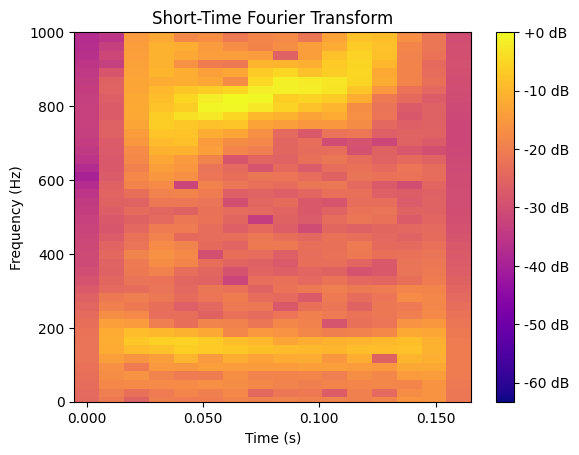 Short-Time Fourier Transform
1000
800
600
400
200
0
Frequency (Hz)
0.000
0.050
0.100
0.150
Time (s)
+0 dB
-10 dB
-20 dB
-30 dB
-40 dB
-50 dB
-60 dB